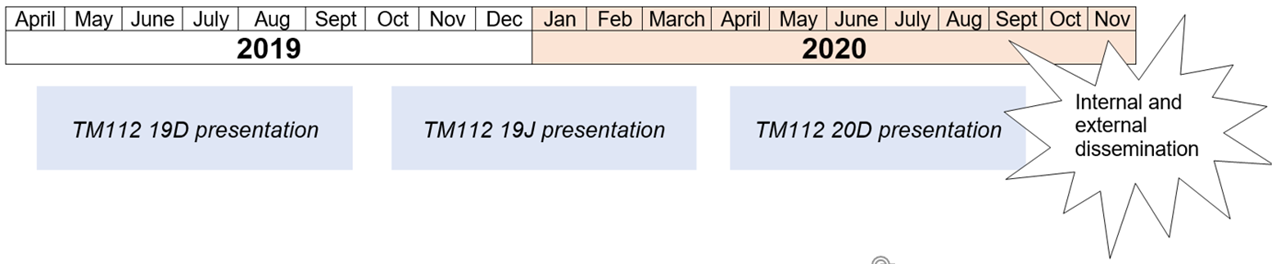 April May June July Aug Sept Oct Nov Dec Jan Feb March April May June July Aug Sept Oct Nov
2019 2020
TM112 19D presentation TM112 19J presentation TM112 20D presentation
Internal and
external
dissemination